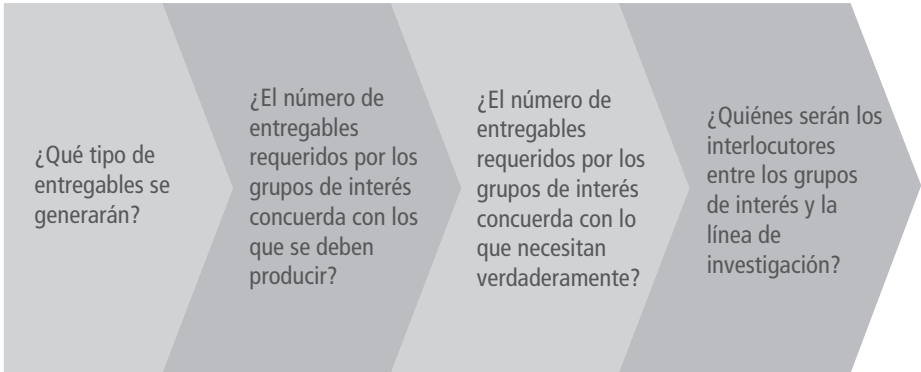 ¿Qué tipo de
entregables se
generarán?
¿El número de
entregables
requeridos por los
grupos de interés
concuerda con los
que se deben
producir?
¿El número de
entregables
requeridos por los
grupos de interés
concuerda con lo
que necesitan
verdaderamente?
¿Quiénes serán los
interlocutores
entre los grupos
de interés y la
línea de
investigación?